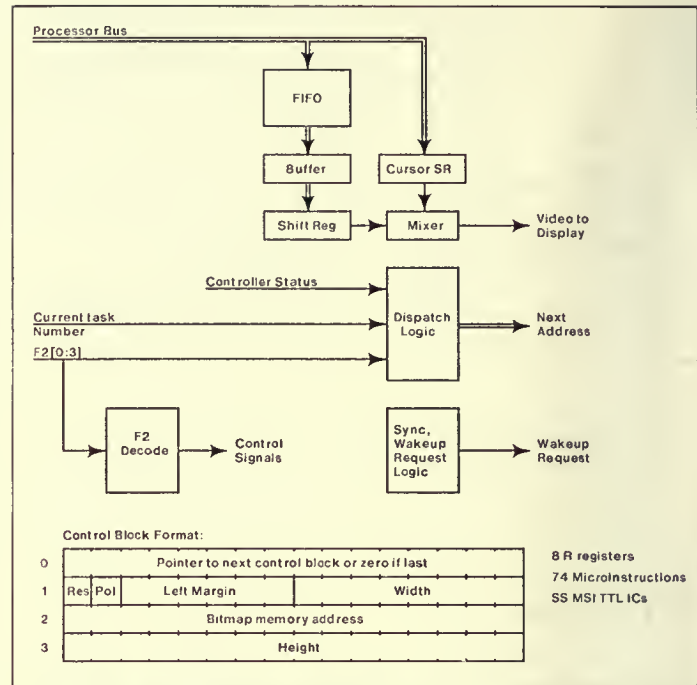 Processor Bus
FIFO
Buffer
Cursor SR
Shift Reg
Mixer
Video to
Display
Controller Status
Current task
Number
F2[0:3]
Dispatch
Logic
Next
Address
F2
Decode
Control
Signals
Sync,
Wakeup
Request
Logic
Wakeup
Request
Control Block Format:
0 Pointer to next control block or zero if last
1 Res Pol Left Margin Width
2 Bitmap memory address
3 Height
8 R registers
74 Microinstructions
SS MSI TTL ICs